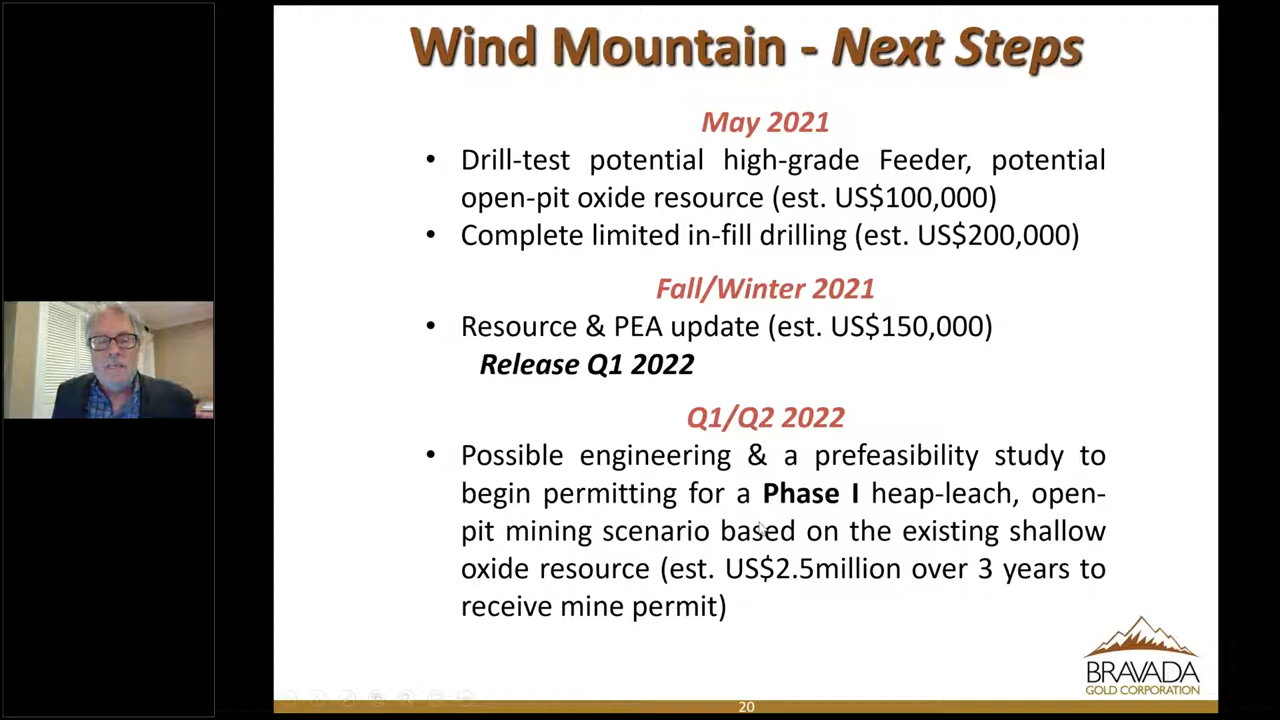 Wind Mountain - Next Steps
May 2021
• Drill-test potential high-grade Feeder, potential
open-pit oxide resource (est. US$100,000)
• Complete limited in-fill drilling (est. US$200,000)
Fall/Winter 2021
• Resource & PEA update (est. US$150,000)
Release Q1 2022
Q1/Q2 2022
• Possible engineering & a prefeasibility study to
begin permitting for a Phase I heap-leach, open-
pit mining scenario based on the existing shallow
oxide resource (est. US$2.5million over 3 years to
receive mine permit)
BRAVADA
GOLD CORPORATION
20